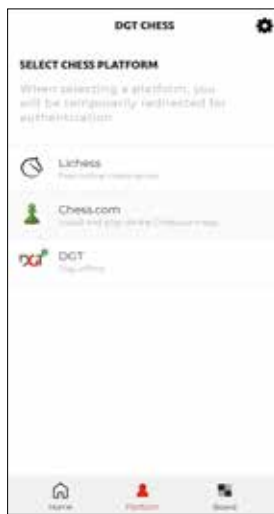 DGT CHESS
SELECT CHESS PLATFORM
When selecting a platform, you
will be temporarily redirected for
authentication
Lichess
Chess.com
DGT
DGT
Play offline
Home
Platform
Board